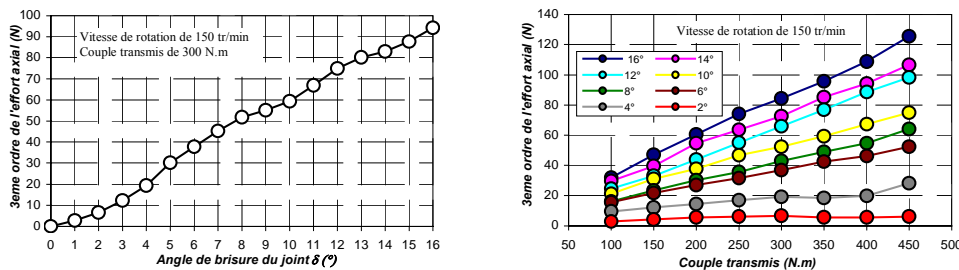 3eme ordre de l'effort axial (N)
100
90
80
70
60
50
40
30
20
10
0
Vitesse de rotation de 150 tr/min
Couple transmis de 300 N.m
0 1 2 3 4 5 6 7 8 9 10 11 12 13 14 15 16
Angle de brisure du joint δ (°)
3eme ordre de l'effort axial (N)
140
120
100
80
60
40
20
0
Vitesse de rotation de 150 tr/min
16° 14°
12° 10°
8° 6°
4° 2°
50 100 150 200 250 300 350 400 450 500
Couple transmis (N.m)